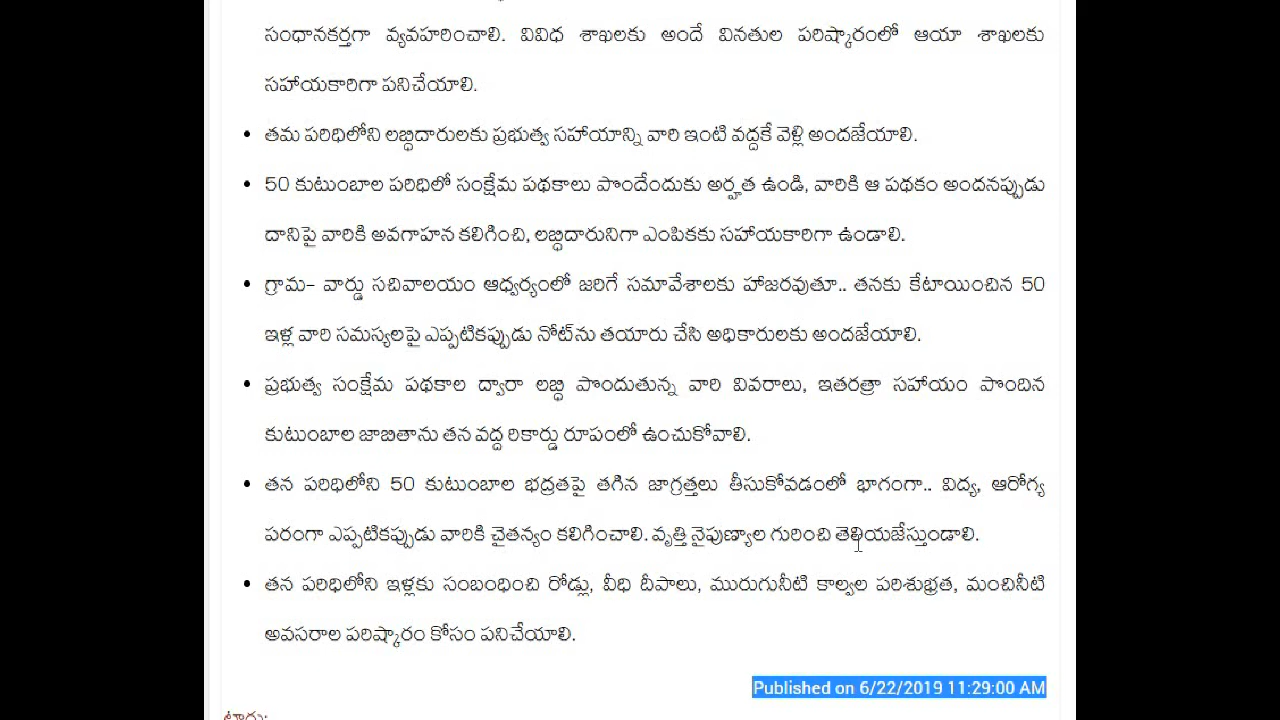 సంధానకర్తగా వ్యవహరించాలి. వివిధ శాఖలకు అందే వినతుల పరిష్కారంలో ఆయా శాఖలకు
సహాయకారిగా పనిచేయాలి.
• తమ పరిధిలోని లబ్ధిదారులకు ప్రభుత్వ సహాయాన్ని వారి ఇంటి వద్దకే వెళ్లి అందజేయాలి.
• 50 కుటుంబాల పరిధిలో సంక్షేమ పథకాలు పొందేందుకు అర్హత ఉండి, వారికి ఆ పథకం అందనప్పుడు
దానిపై వారికి అవగాహన కలిగించి, లబ్ధిదారునిగా ఎంపికకు సహాయకారిగా ఉండాలి.
• గ్రామ- వార్డు సచివాలయం ఆధ్వర్యంలో జరిగే సమావేశాలకు హాజరవుతూ.. తనకు కేటాయించిన 50
ఇళ్ల వారి సమస్యలపై ఎప్పటికప్పుడు నోట్‌ను తయారు చేసి అధికారులకు అందజేయాలి.
• ప్రభుత్వ సంక్షేమ పథకాల ద్వారా లబ్ధి పొందుతున్న వారి వివరాలు, ఇతరత్రా సహాయం పొందిన
కుటుంబాల జాబితాను తన వద్ద రికార్డు రూపంలో ఉంచుకోవాలి.
• తన పరిధిలోని 50 కుటుంబాల భద్రతపై తగిన జాగ్రత్తలు తీసుకోవడంలో భాగంగా.. విద్య, ఆరోగ్య
పరంగా ఎప్పటికప్పుడు వారికి చైతన్యం కలిగించాలి. వృత్తి నైపుణ్యాల గురించి తెలియజేస్తుండాలి.
• తన పరిధిలోని ఇళ్లకు సంబంధించి రోడ్లు, వీధి దీపాలు, మురుగునీటి కాల్వల పరిశుభ్రత, మంచినీటి
అవసరాల పరిష్కారం కోసం పనిచేయాలి.
Published on 6/22/2019 11:29:00 AM